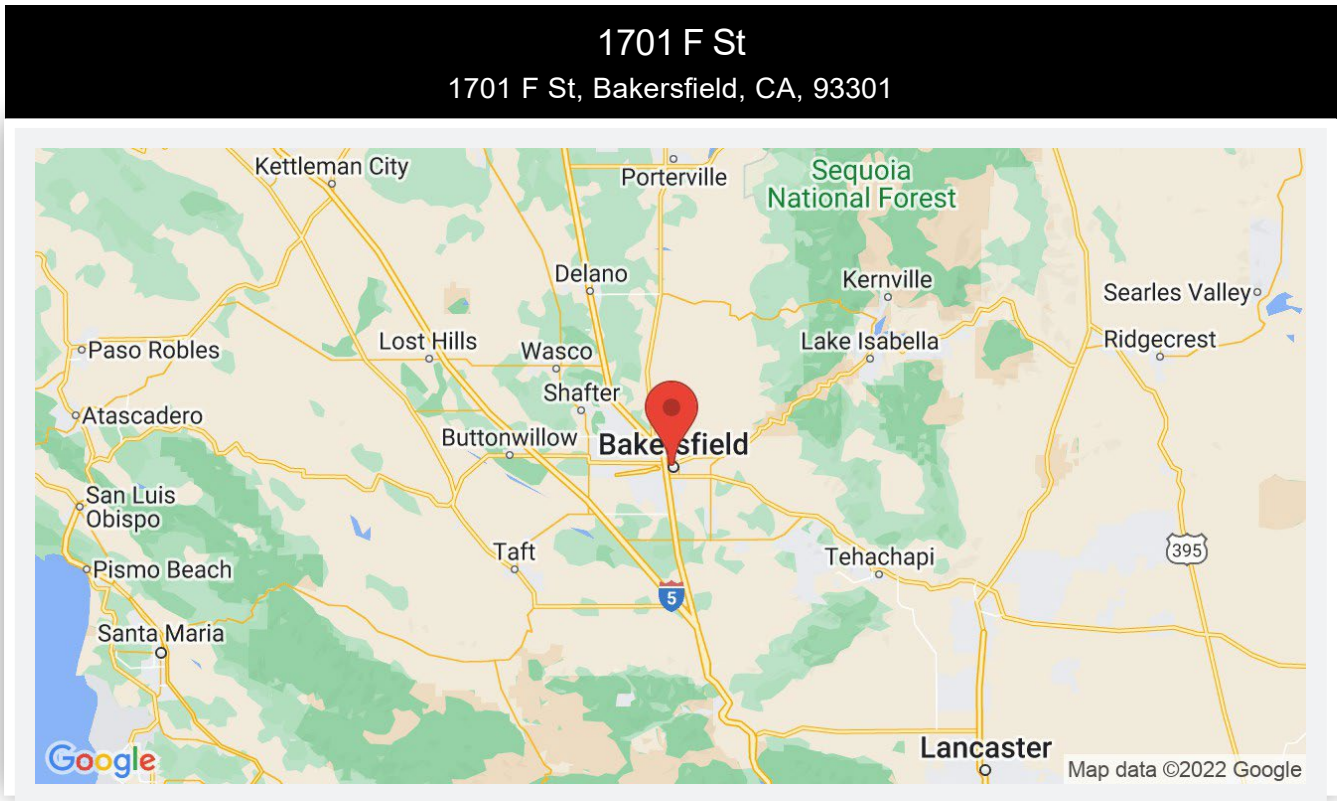 1701 F St
1701 F St, Bakersfield, CA, 93301
Kettleman City
Porterville
Sequoia
National Forest
Delano
Kernville
Searles Valley
Lost Hills
Wasco
Lake Isabella
Ridgecrest
Paso Robles
Shafter
Atascadero
Buttonwillow
Bakersfield
San Luis
Obispo
Taft
Tehachapi
395
Pismo Beach
5
Santa Maria
Lancaster
Google
Map data ©2022 Google